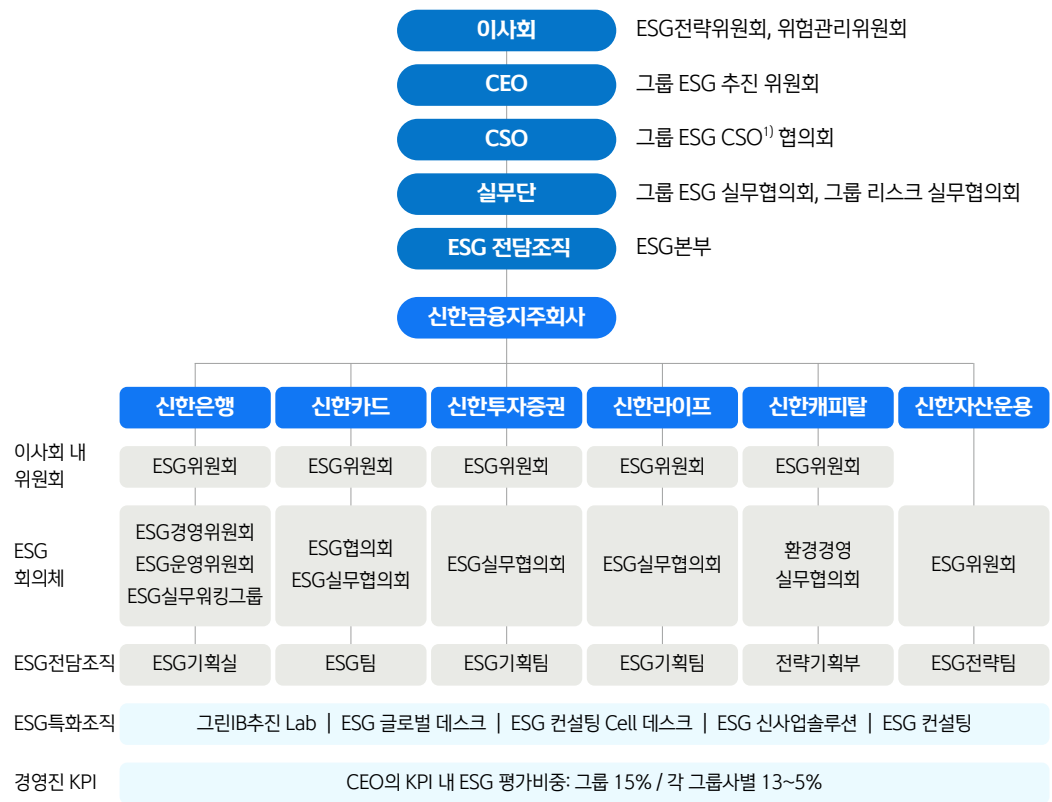 이사회 ESG전략위원회, 위험관리위원회
CEO 그룹 ESG 추진 위원회
CSO 그룹 ESG CSO1) 협의회
실무단 그룹 ESG 실무협의회, 그룹 리스크 실무협의회
ESG 전담조직 ESG본부
신한금융지주회사
신한은행 신한카드 신한투자증권 신한라이프 신한캐피탈 신한자산운용
이사회 내
위원회
ESG위원회 ESG위원회 ESG위원회 ESG위원회 ESG위원회
ESG
회의체
ESG경영위원회
ESG운영위원회
ESG실무워킹그룹
ESG협의회
ESG실무협의회
ESG실무협의회
ESG실무협의회
환경경영
실무협의회
ESG위원회
ESG전담조직 ESG기획실 ESG팀 ESG기획팀 ESG기획팀 전략기획부 ESG전략팀
ESG특화조직 그린IB추진 Lab | ESG 글로벌 데스크 | ESG 컨설팅 Cell 데스크 | ESG 신사업솔루션 | ESG 컨설팅
경영진 KPI CEO의 KPI 내 ESG 평가비중: 그룹 15% / 각 그룹사별 13~5%